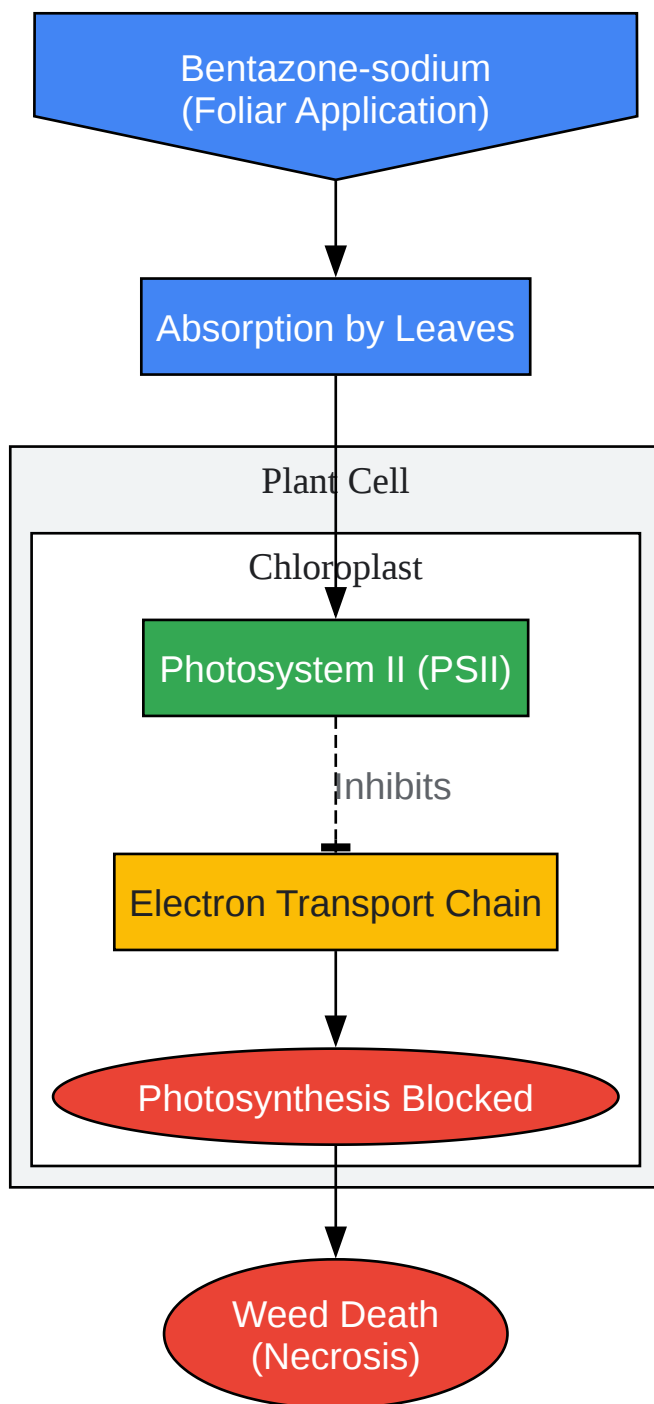 Bentazone-sodium
(Foliar Application)
Absorption by Leaves
Plant Cell
Chloroplast
Photosystem II (PSII)
Inhibits
Electron Transport Chain
Photosynthesis Blocked
Weed Death
(Necrosis)